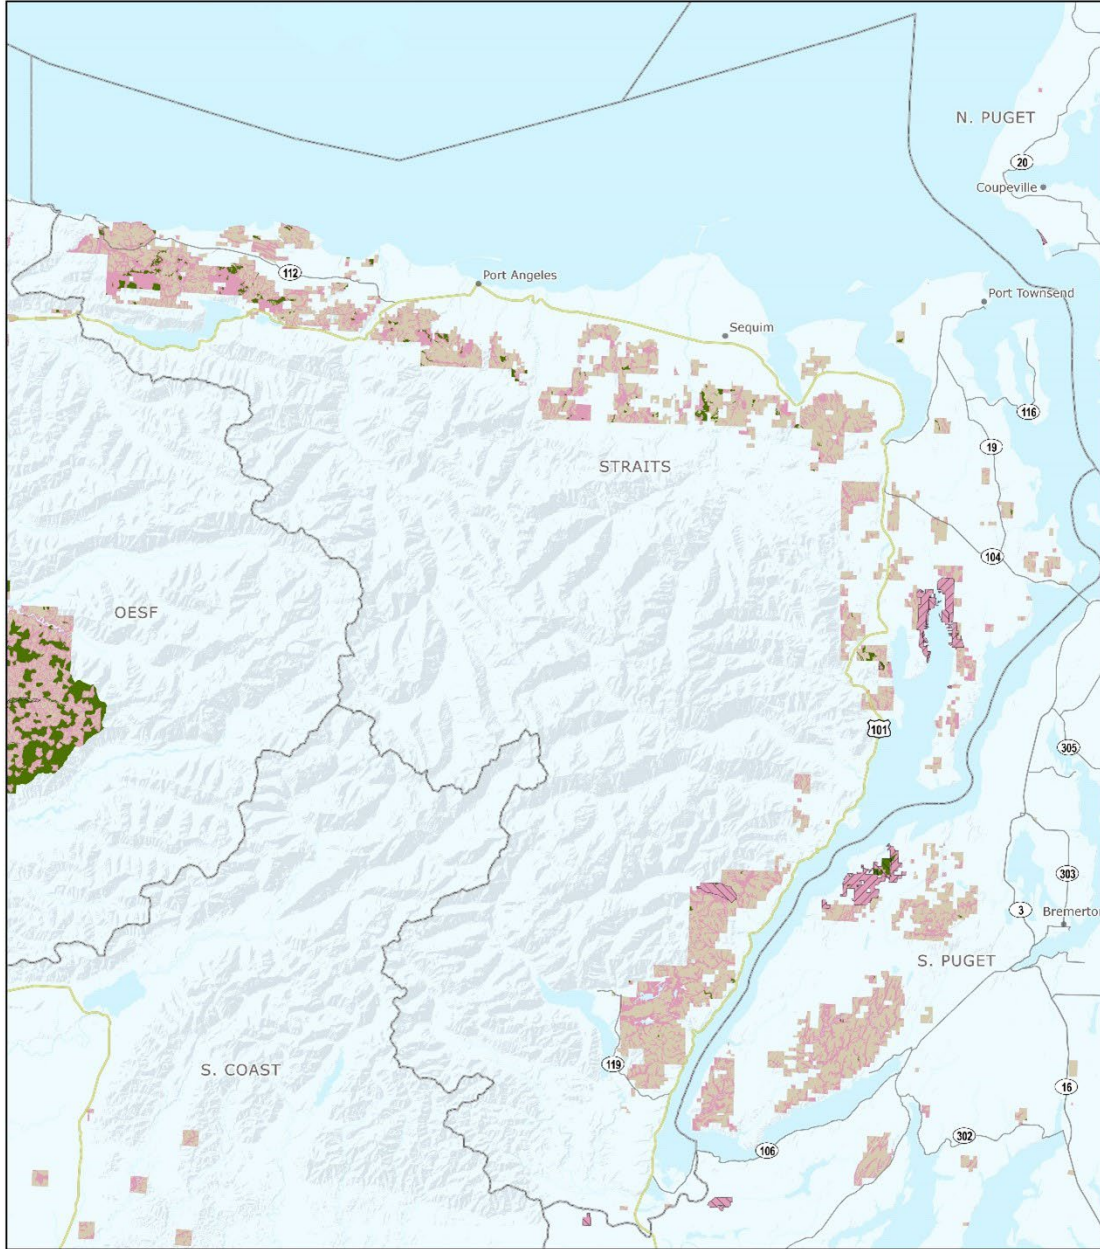 N. PUGET
20
Coupeville
112
Port Angeles
Port Townsend
Sequim
116
19
STRAITS
104
OESF
101
305
303
3
Bremerton
S. PUGET
119
S. COAST
16
302
106